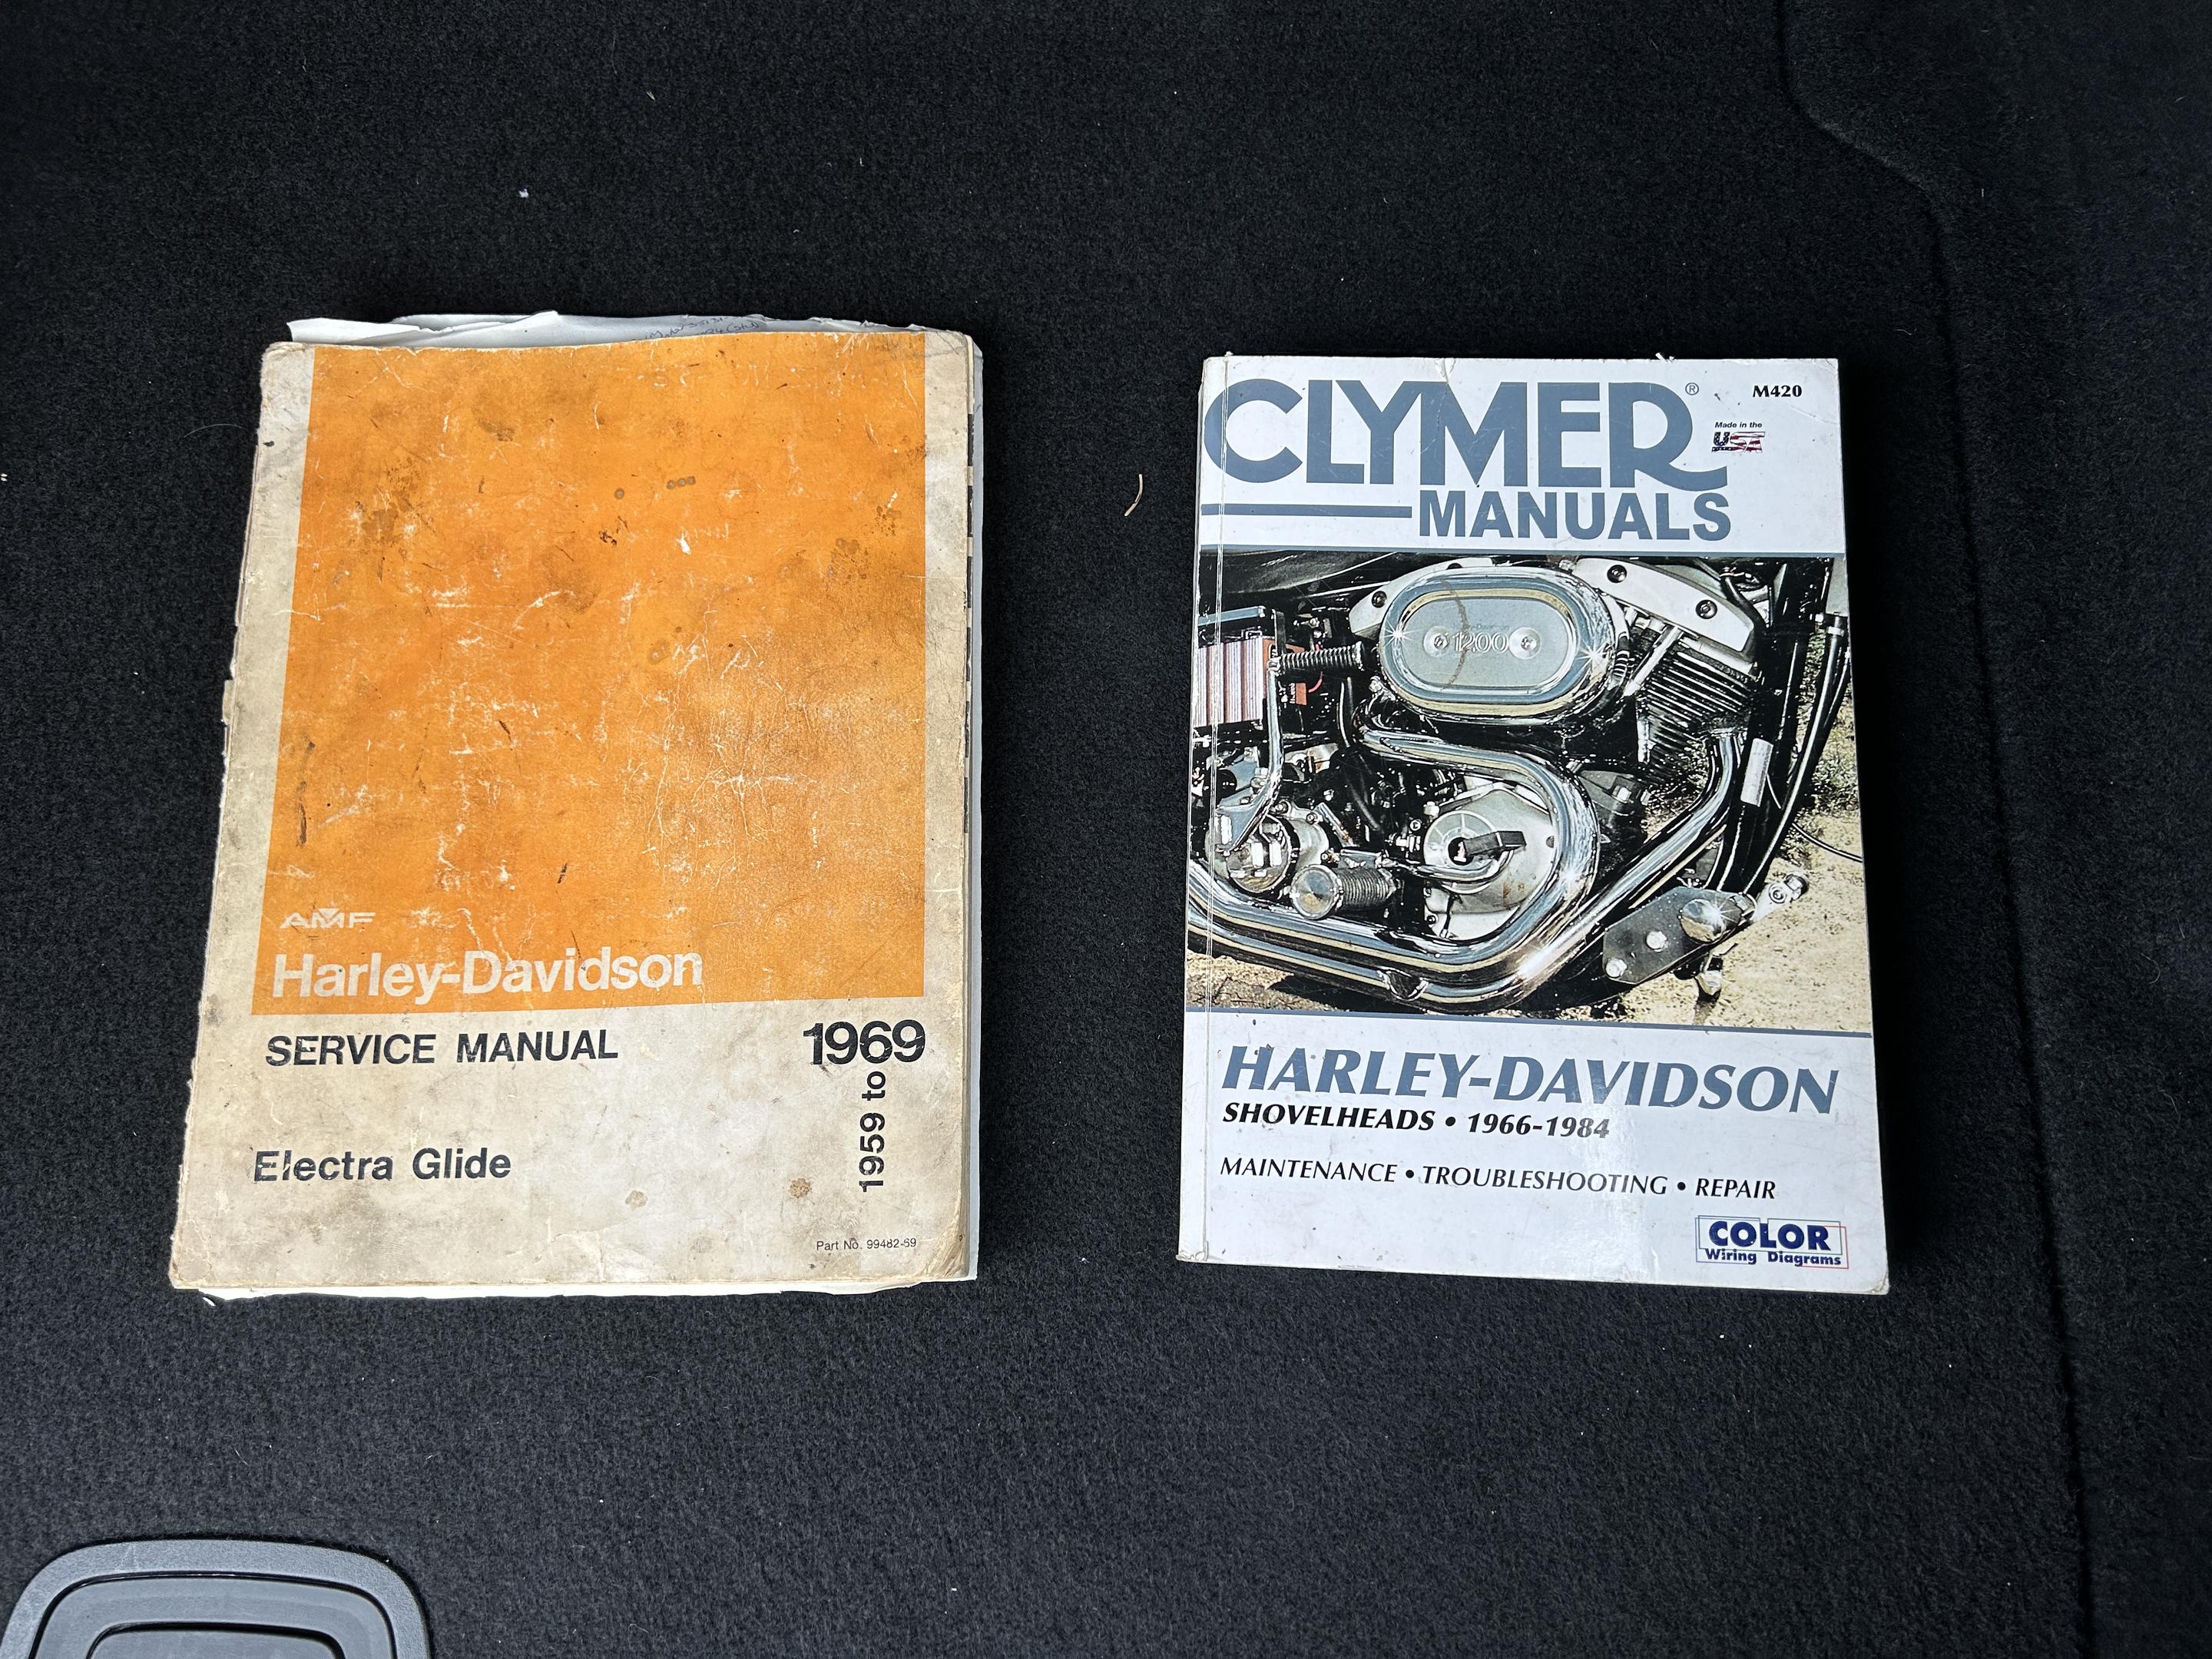 AMF
Harley-Davidson
SERVICE MANUAL
1969
1959 to
Electra Glide
Part No. 99482-69
CLYMER®
M420
Made in the
USA
MANUALS
1200
HARLEY-DAVIDSON
SHOVELHEADS • 1966-1984
MAINTENANCE • TROUBLESHOOTING • REPAIR
COLOR
Wiring Diagrams